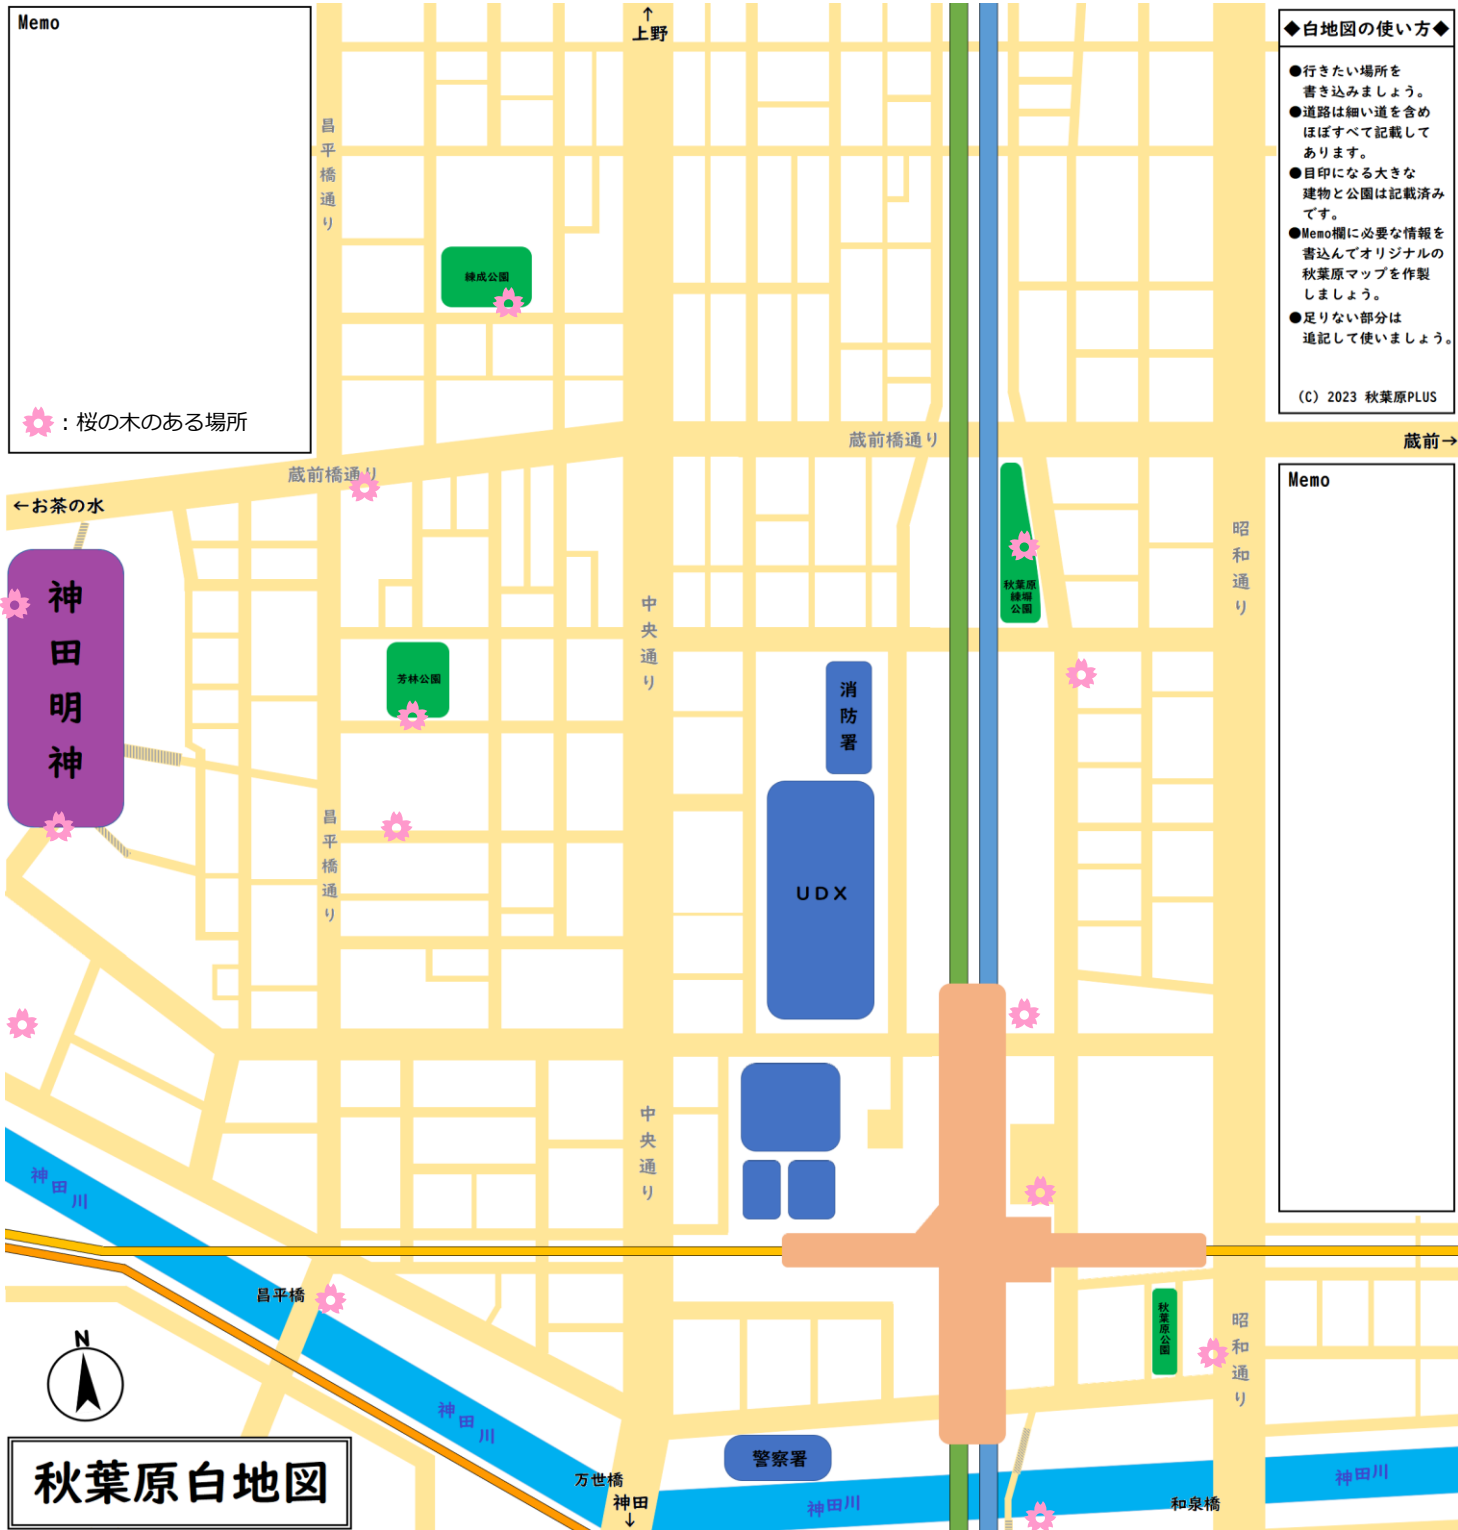 Memo
：桜の木のある場所
↑
上野
◆白地図の使い方◆
●行きたい場所を
書き込みましょう。
●道路は細い道を含め
ほぼすべて記載して
あります。
●目印になる大きな
建物と公園は記載済み
です。
●Memo欄に必要な情報を
書込んでオリジナルの
秋葉原マップを作製
しましょう。
●足りない部分は
追記して使いましょう。
(C) 2023 秋葉原PLUS
昌平橋通り
練成公園
蔵前橋通り
蔵前→
蔵前橋通り
←お茶の水
Memo
神田明神
秋葉原
練塀
公園
昭和通り
中央通り
芳林公園
消防署
昌平橋通り
UDX
中央通り
神田川
昌平橋
秋葉原公園
昭和通り
N
神田川
警察署
秋葉原白地図
万世橋
神田
↓
神田川
和泉橋
神田川